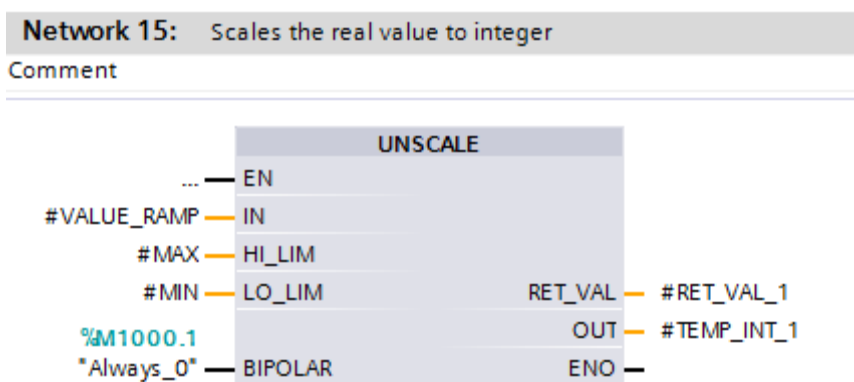 Network 15: Scales the real value to integer
Comment
UNSCALE
... EN
#VALUE_RAMP IN
#MAX HI_LIM
#MIN LO_LIM RET_VAL #RET_VAL_1
%M1000.1 OUT #TEMP_INT_1
"Always_0" BIPOLAR ENO